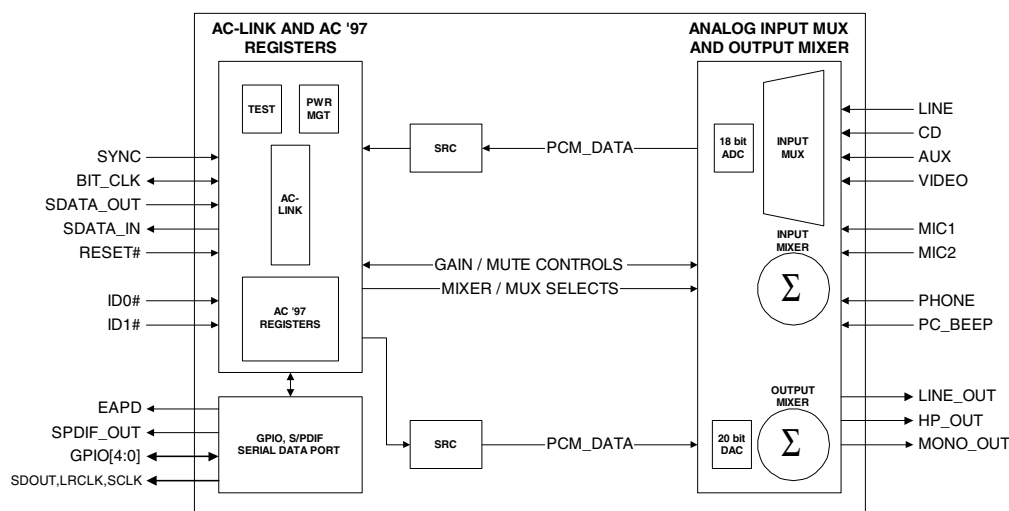 AC-LINK AND AC '97
REGISTERS
ANALOG INPUT MUX
AND OUTPUT MIXER
TEST
PWR
MGT
AC-
LINK
AC '97
REGISTERS
SYNC
BIT_CLK
SDATA_OUT
SDATA_IN
RESET#
ID0#
ID1#
EAPD
SPDIF_OUT
GPIO[4:0]
SDOUT,LRCLK,SCLK
GPIO, S/PDIF
SERIAL DATA PORT
SRC
PCM_DATA
GAIN / MUTE CONTROLS
MIXER / MUX SELECTS
SRC
PCM_DATA
18 bit
ADC
INPUT
MUX
INPUT
MIXER
Σ
OUTPUT
MIXER
20 bit
DAC
Σ
LINE
CD
AUX
VIDEO
MIC1
MIC2
PHONE
PC_BEEP
LINE_OUT
HP_OUT
MONO_OUT